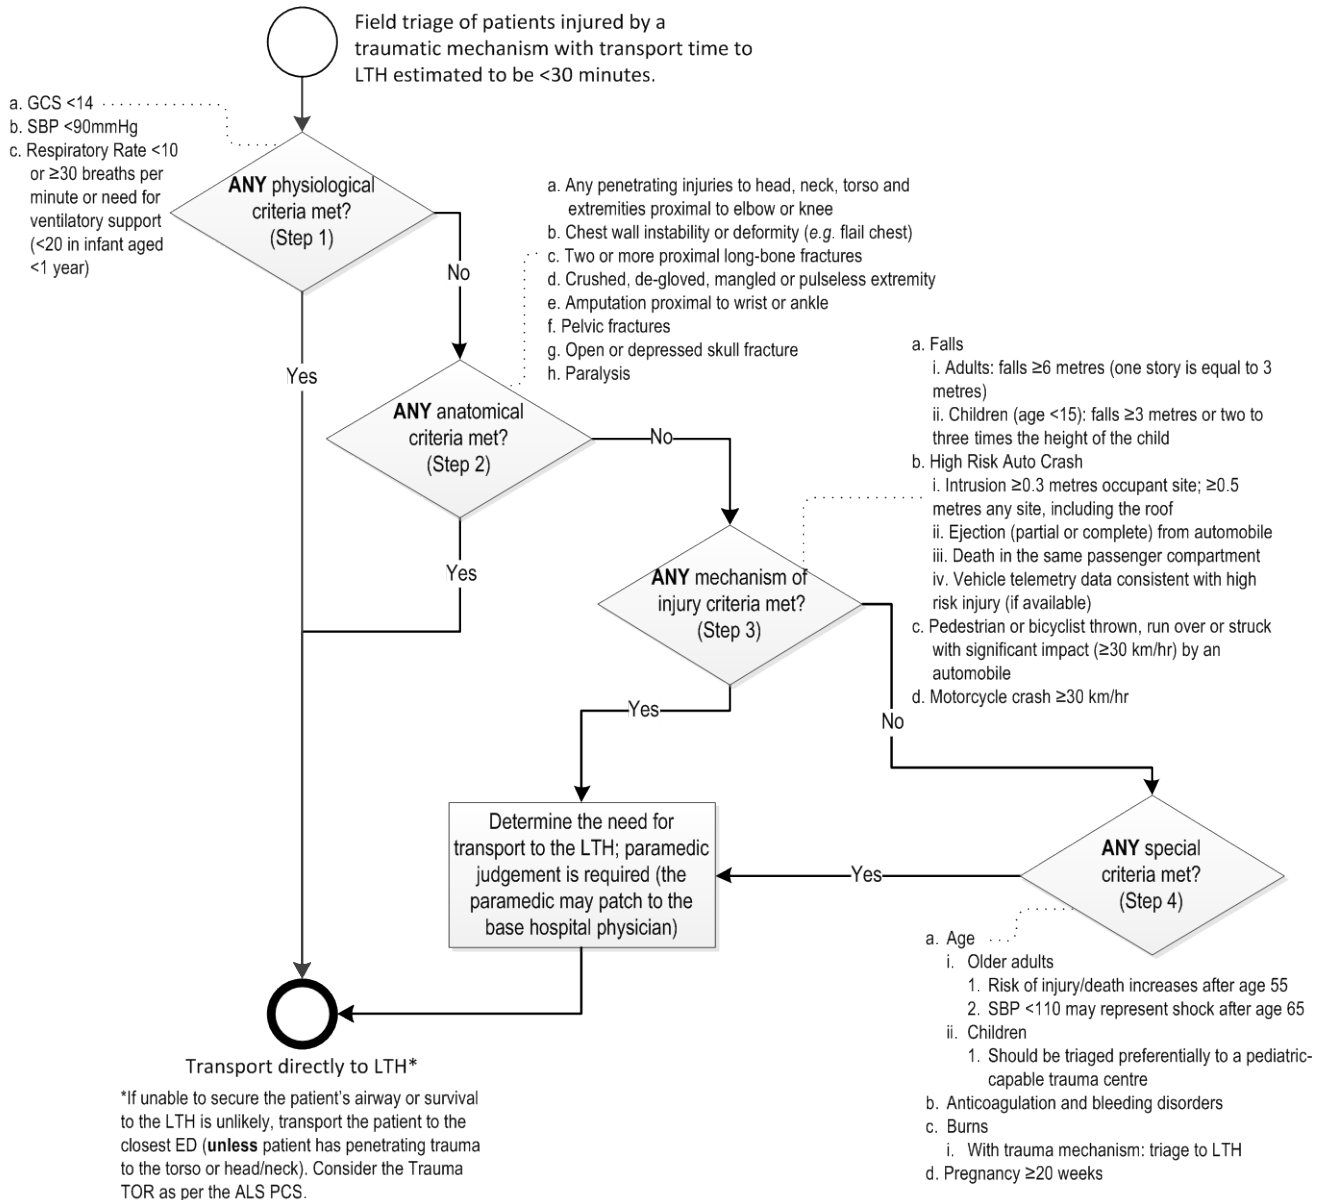 Field triage of patients injured by a
traumatic mechanism with transport time to
LTH estimated to be <30 minutes.
a. GCS <14
b. SBP <90mmHg
c. Respiratory Rate <10
or ≥30 breaths per
minute or need for
ventilatory support
(<20 in infant aged
<1 year)
ANY physiological
criteria met?
(Step 1)
No
Yes
a. Any penetrating injuries to head, neck, torso and
extremities proximal to elbow or knee
b. Chest wall instability or deformity (e.g. flail chest)
c. Two or more proximal long-bone fractures
d. Crushed, de-gloved, mangled or pulseless extremity
e. Amputation proximal to wrist or ankle
f. Pelvic fractures
g. Open or depressed skull fracture
h. Paralysis
ANY anatomical
criteria met?
(Step 2)
No
Yes
a. Falls
i. Adults: falls ≥6 metres (one story is equal to 3
metres)
ii. Children (age <15): falls ≥3 metres or two to
three times the height of the child
b. High Risk Auto Crash
i. Intrusion ≥0.3 metres occupant site; ≥0.5
metres any site, including the roof
ii. Ejection (partial or complete) from automobile
iii. Death in the same passenger compartment
iv. Vehicle telemetry data consistent with high
risk injury (if available)
c. Pedestrian or bicyclist thrown, run over or struck
with significant impact (≥30 km/hr) by an
automobile
d. Motorcycle crash ≥30 km/hr
ANY mechanism of
injury criteria met?
(Step 3)
Yes
No
Determine the need for
transport to the LTH; paramedic
judgement is required (the
paramedic may patch to the
base hospital physician)
Yes
ANY special
criteria met?
(Step 4)
a. Age
i. Older adults
1. Risk of injury/death increases after age 55
2. SBP <110 may represent shock after age 65
ii. Children
1. Should be triaged preferentially to a pediatric-
capable trauma centre
b. Anticoagulation and bleeding disorders
c. Burns
i. With trauma mechanism: triage to LTH
d. Pregnancy ≥20 weeks
Transport directly to LTH*
*If unable to secure the patient's airway or survival
to the LTH is unlikely, transport the patient to the
closest ED (unless patient has penetrating trauma
to the torso or head/neck). Consider the Trauma
TOR as per the ALS PCS.